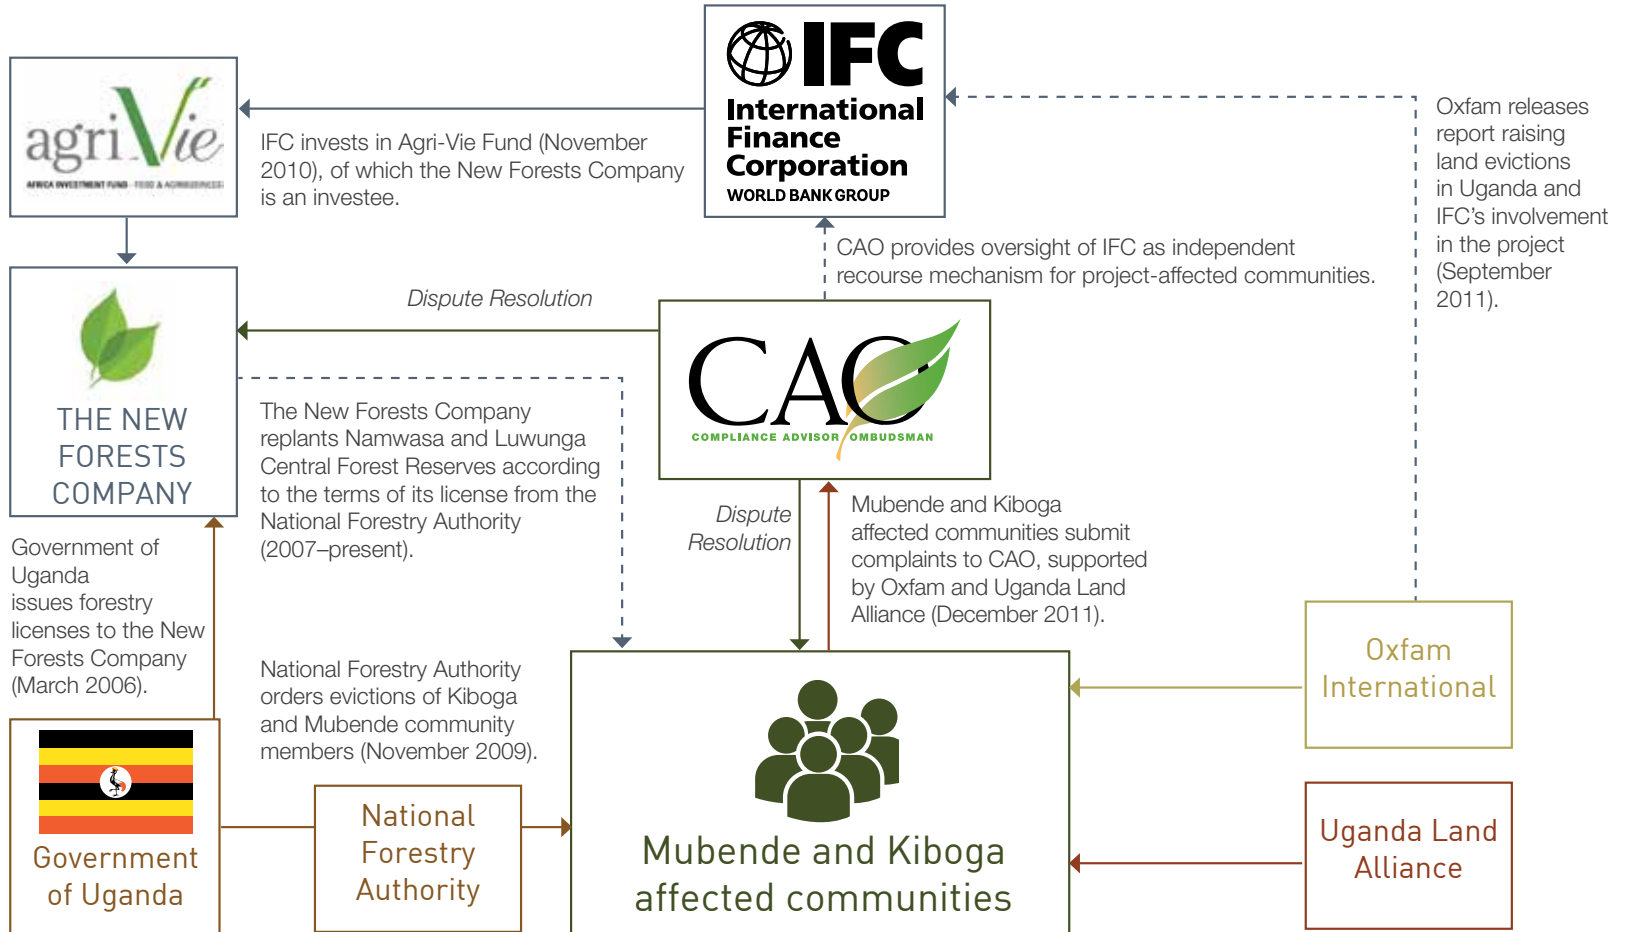 agriVie
AFRICA INVESTMENT FUND - FOOD & AGRIBUSINESS
IFC invests in Agri-Vie Fund (November
2010), of which the New Forests Company
is an investee.
IFC
International
Finance
Corporation
WORLD BANK GROUP
Oxfam releases
report raising
land evictions
in Uganda and
IFC’s involvement
in the project
(September
2011).
CAO provides oversight of IFC as independent
recourse mechanism for project-affected communities.
Dispute Resolution
THE NEW
FORESTS
COMPANY
CAO
COMPLIANCE ADVISOR OMBUDSMAN
The New Forests Company
replants Namwasa and Luwunga
Central Forest Reserves according
to the terms of its license from the
National Forestry Authority
(2007–present).
Dispute
Resolution
Mubende and Kiboga
affected communities submit
complaints to CAO, supported
by Oxfam and Uganda Land
Alliance (December 2011).
Government of
Uganda
issues forestry
licenses to the New
Forests Company
(March 2006).
National Forestry Authority
orders evictions of Kiboga
and Mubende community
members (November 2009).
Oxfam
International
Government
of Uganda
National
Forestry
Authority
Mubende and Kiboga
affected communities
Uganda Land
Alliance